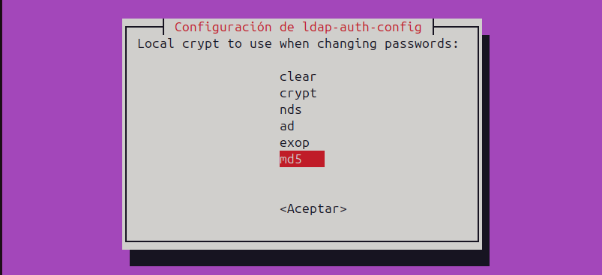 Configuración de ldap-auth-config
Local crypt to use when changing passwords:
clear
crypt
nds
ad
exop
md5
<Aceptar>